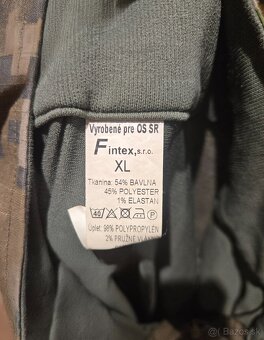 Vyrobené pre OS SR
Fintex, s.r.o.
XL
Tkanina: 54% BAVLNA
45% POLYESTER
1% ELASTAN
40
Úplet: 98% POLYPROPYLÉN
2% PRUŽNÉ
Bazos.sk